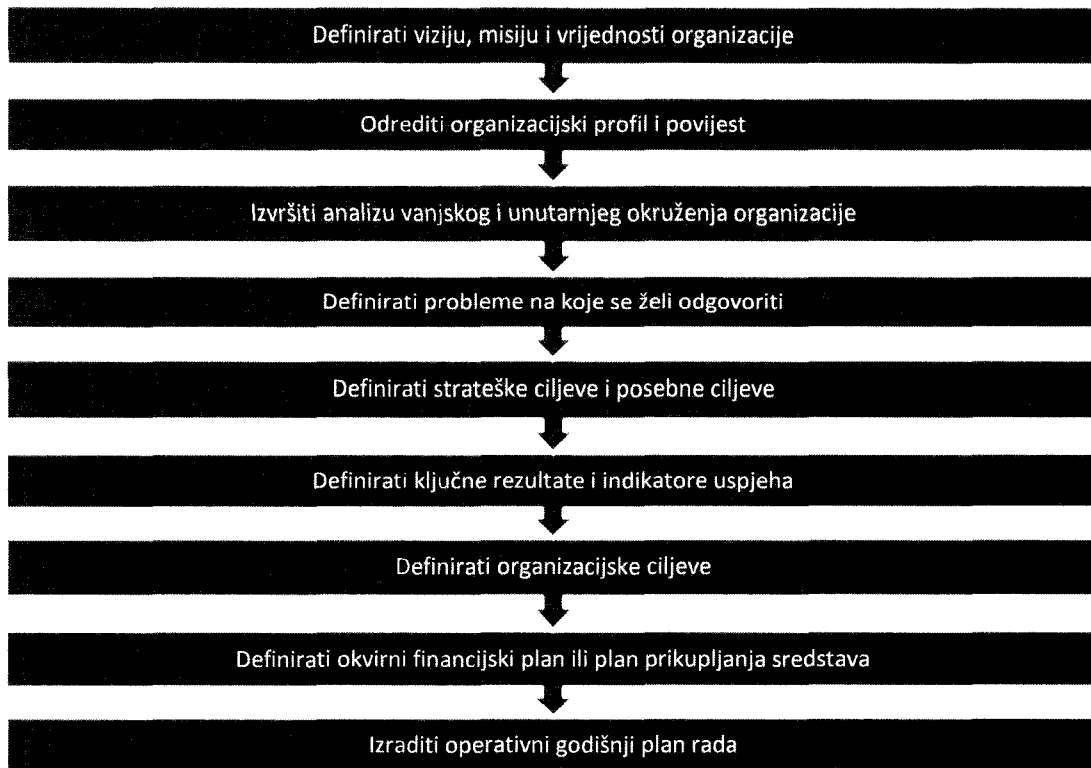 Definirati viziju, misiju i vrijednosti organizacije
Odrediti organizacijski profil i povijest
Izvršiti analizu vanjskog i unutarnjeg okruženja organizacije
Definirati probleme na koje se želi odgovoriti
Definirati strateške ciljeve i posebne ciljeve
Definirati ključne rezultate i indikatore uspjeha
Definirati organizacijske ciljeve
Definirati okvirni financijski plan ili plan prikupljanja sredstava
Izraditi operativni godišnji plan rada